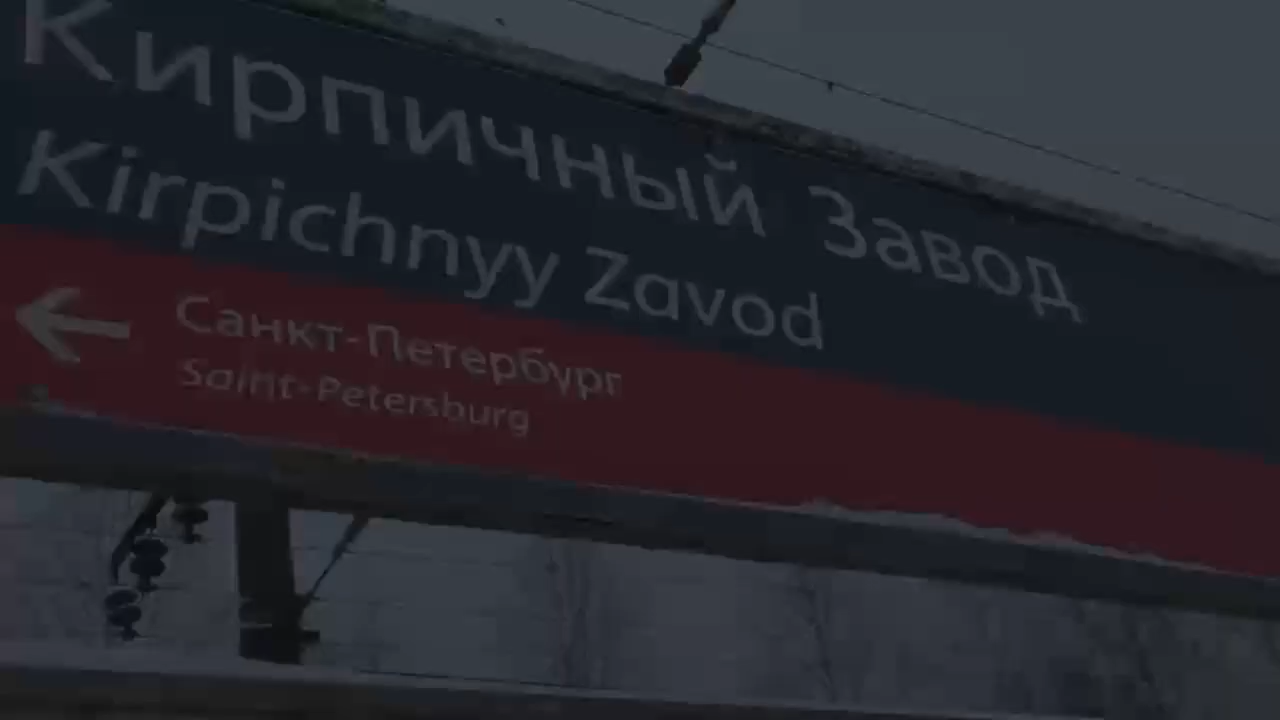 Кирпичный Завод
Kirpichnyy Zavod
Санкт-Петербург
Saint-Petersburg